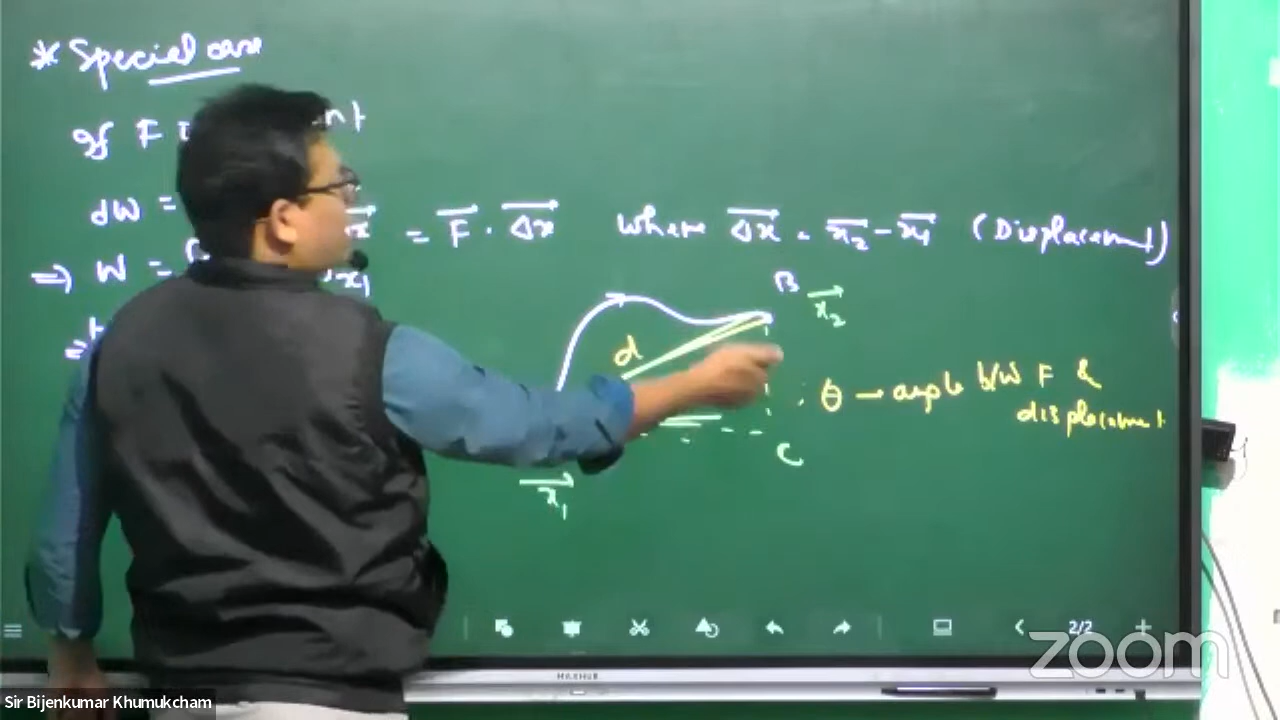 * Special case
If F
dW =
= F . Δx where Δx = x₂ - x₁ (Displacement)
=> W =
x₁
B
x₂
d
θ → angle b/w F &
displacement
C
x₁
2/2
zoom
Sir Bijenkumar Khumukcham